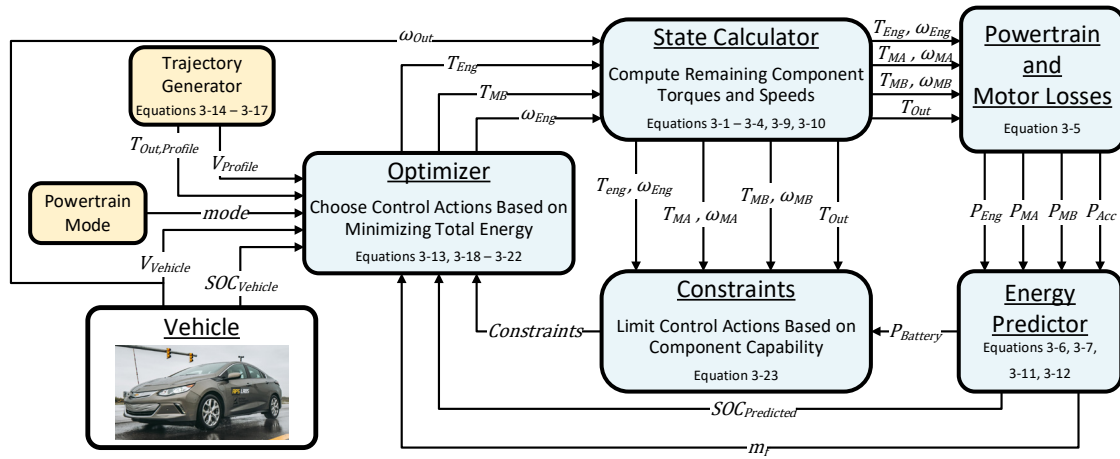 ω_Out
Trajectory
Generator
Equations 3-14 – 3-17
T_Out,Profile
V_Profile
Powertrain
Mode
mode
V_Vehicle
SOC_Vehicle
Vehicle
T_Eng
T_MB
ω_Eng
Optimizer
Choose Control Actions Based on
Minimizing Total Energy
Equations 3-13, 3-18 – 3-22
State Calculator
Compute Remaining Component
Torques and Speeds
Equations 3-1 – 3-4, 3-9, 3-10
T_Eng, ω_Eng
T_MA , ω_MA
T_MB, ω_MB
T_Out
Powertrain
and
Motor Losses
Equation 3-5
T_eng, ω_Eng
T_MA , ω_MA
T_MB, ω_MB
T_Out
P_Eng
P_MA
P_MB
P_Acc
Constraints
Constraints
Limit Control Actions Based on
Component Capability
Equation 3-23
P_Battery
Energy
Predictor
Equations 3-6, 3-7,
3-11, 3-12
SOC_Predicted
m_f